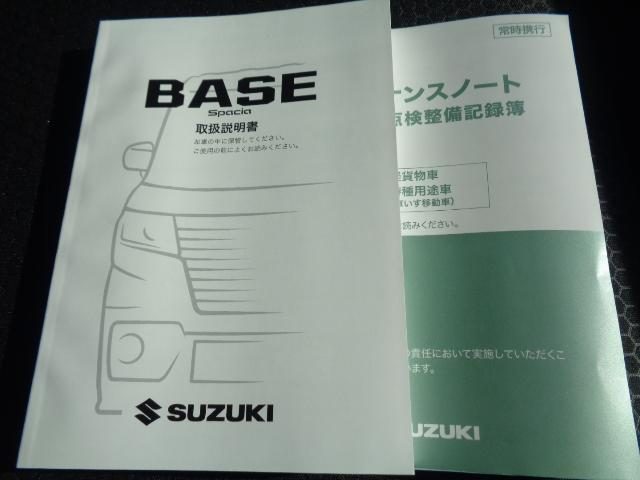 BASE
Spacia
取扱説明書
お車の中に保管してください。
ご使用の前によくお読みください。
SUZUKI
常時携行
ーンスノート
点検整備記録簿
軽貨物車
種用途車
(いす移動車)
読みください。
の責任において実施していただくこ
います。
UZUKI